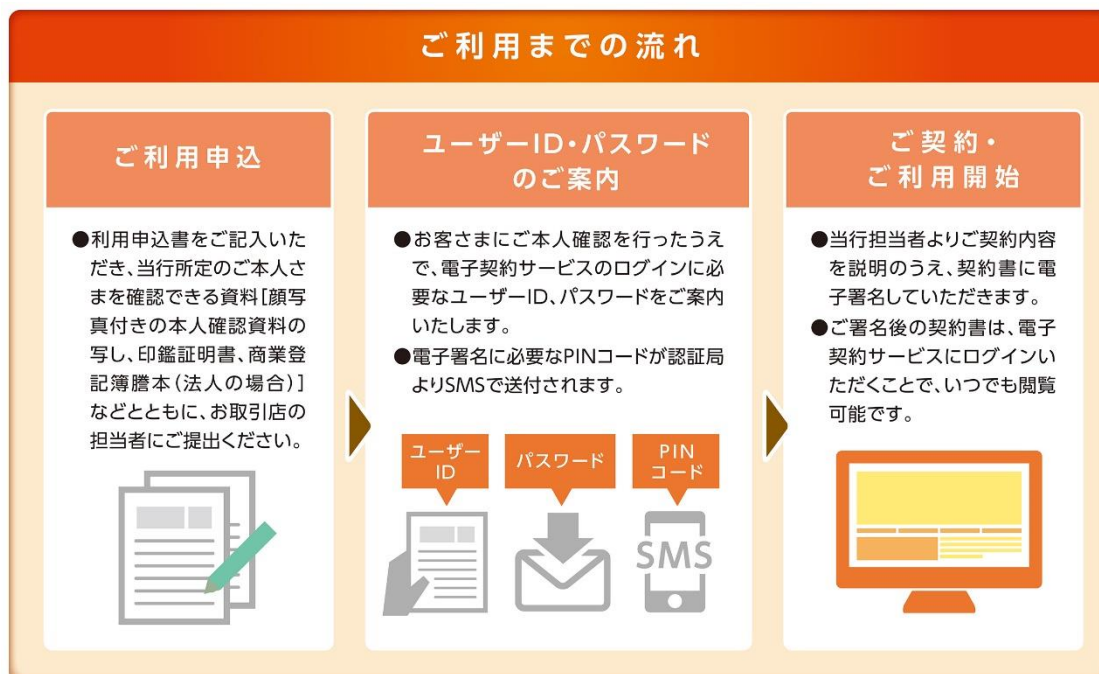 ご利用までの流れ
ご利用申込
●利用申込書をご記入いた
だき、当行所定のご本人さ
まを確認できる資料[顔写
真付きの本人確認資料の
写し、印鑑証明書、商業登
記簿謄本(法人の場合)]
などとともに、お取引店の
担当者にご提出ください。
ユーザーID・パスワード
のご案内
●お客さまにご本人確認を行ったうえ
で、電子契約サービスのログインに必
要なユーザーID、パスワードをご案内
いたします。
●電子署名に必要なPINコードが認証局
よりSMSで送付されます。
ユーザー
ID
パスワード
PIN
コード
SMS
ご契約・
ご利用開始
●当行担当者よりご契約内容
を説明のうえ、契約書に電
子署名していただきます。
●ご署名後の契約書は、電子
契約サービスにログインい
ただくことで、いつでも閲覧
可能です。